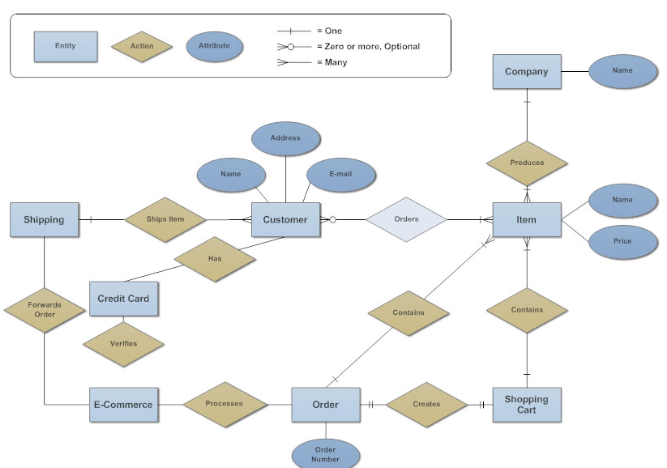 Entity
Action
Attribute
= One
= Zero or more, Optional
= Many
Company
Name
Produces
Address
Name
E-mail
Name
Shipping
Ships Item
Customer
Orders
Item
Price
Has
Credit Card
Forwards
Order
Contains
Contains
Verifies
E-Commerce
Processes
Order
Creates
Shopping
Cart
Order
Number